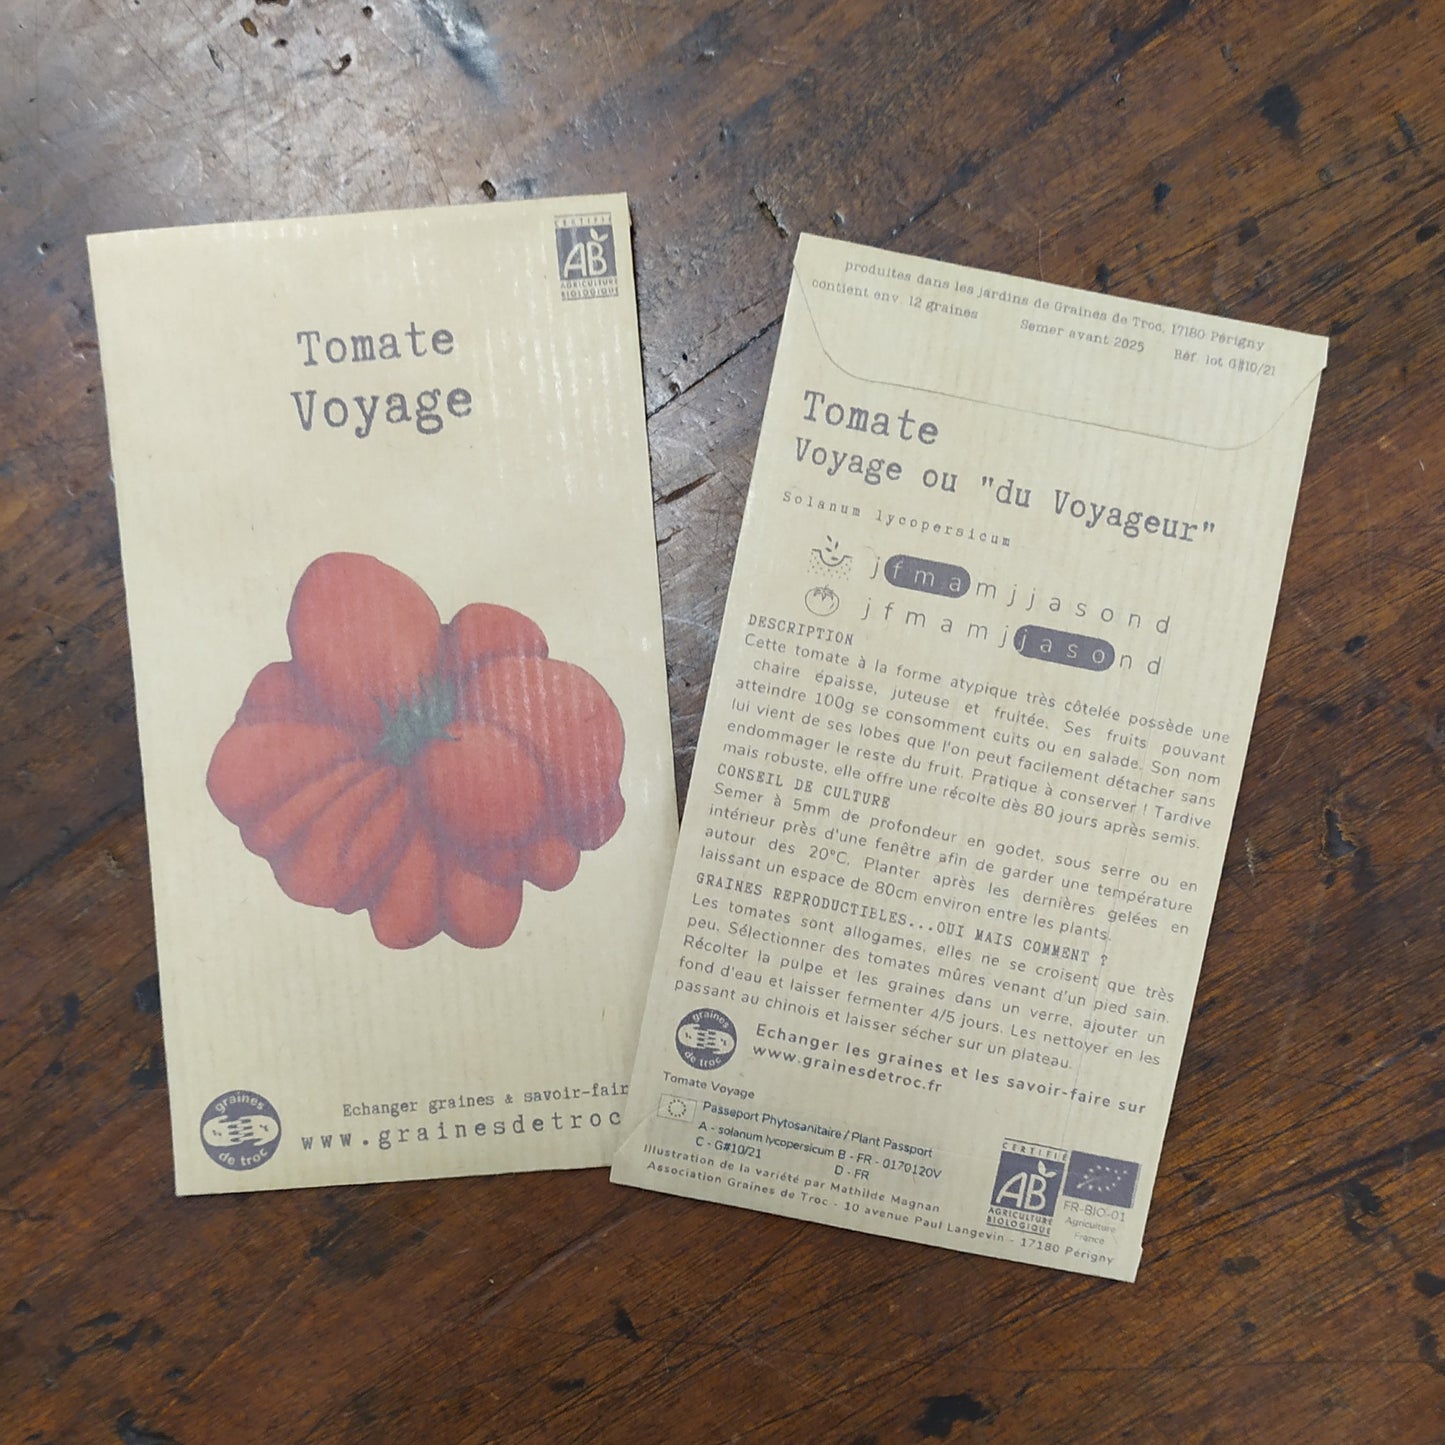 CERTIFIÉ
AB
AGRICULTURE
BIOLOGIQUE
Tomate
Voyage
graines
de troc
Echanger graines & savoir-fair
www.grainesdetroc
produites dans les jardins de Graines de Troc, 17180 Périgny
contient env. 12 graines
Semer avant 2025
Réf. lot G#10/21
Tomate
Voyage ou "du Voyageur"
Solanum lycopersicum
j f m a m j j a s o n d
j f m a m j j a s o n d
DESCRIPTION
Cette tomate à la forme atypique très côtelée possède une
chaire épaisse, juteuse et fruitée. Ses fruits pouvant
atteindre 100g se consomment cuits ou en salade. Son nom
lui vient de ses lobes que l'on peut facilement détacher sans
endommager le reste du fruit. Pratique à conserver ! Tardive
mais robuste, elle offre une récolte dès 80 jours après semis.
CONSEIL DE CULTURE
Semer à 5mm de profondeur en godet, sous serre ou en
intérieur près d'une fenêtre afin de garder une température
autour des 20°C. Planter après les dernières gelées en
laissant un espace de 80cm environ entre les plants.
GRAINES REPRODUCTIBLES...OUI MAIS COMMENT ?
Les tomates sont allogames, elles ne se croisent que très
peu. Sélectionner des tomates mûres venant d'un pied sain.
Récolter la pulpe et les graines dans un verre, ajouter un
fond d'eau et laisser fermenter 4/5 jours. Les nettoyer en les
passant au chinois et laisser sécher sur un plateau.
graines
de troc
Echanger les graines et les savoir-faire sur
www.grainesdetroc.fr
Tomate Voyage
Passeport Phytosanitaire / Plant Passport
A - solanum lycopersicum B - FR - 0170120V
C - G#10/21 D - FR
Illustration de la variété par Mathilde Magnan
Association Graines de Troc - 10 avenue Paul Langevin - 17180 Périgny
CERTIFIÉ
AB
AGRICULTURE
BIOLOGIQUE
FR-BIO-01
Agriculture
France